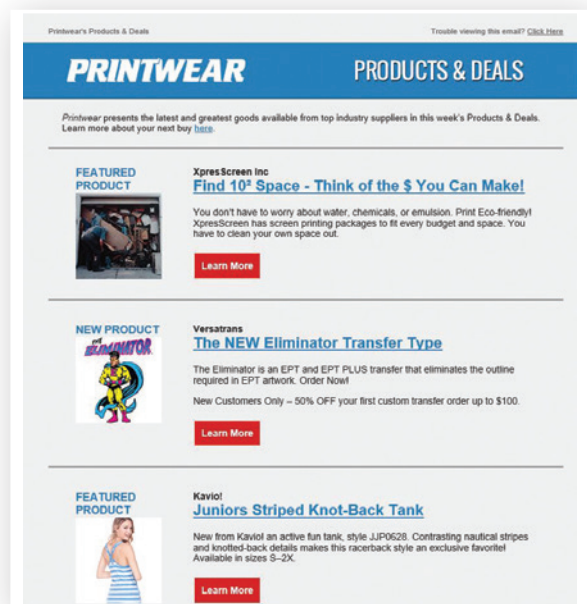 Printwear's Products & Deals
Trouble viewing this email? Click Here
PRINTWEAR
PRODUCTS & DEALS
Printwear presents the latest and greatest goods available from top industry suppliers in this week's Products & Deals.
Learn more about your next buy here.
FEATURED
PRODUCT
XpresScreen Inc
Find 10² Space - Think of the $ You Can Make!
You don't have to worry about water, chemicals, or emulsion. Print Eco-friendly!
XpresScreen has screen printing packages to fit every budget and space. You
have to clean your own space out.
Learn More
NEW PRODUCT
THE
ELIMINATOR
Versatrans
The NEW Eliminator Transfer Type
The Eliminator is an EPT and EPT PLUS transfer that eliminates the outline
required in EPT artwork. Order Now!
New Customers Only – 50% OFF your first custom transfer order up to $100.
Learn More
FEATURED
PRODUCT
Kavio!
Juniors Striped Knot-Back Tank
New from Kavio! an active fun tank, style JJP0628. Contrasting nautical stripes
and knotted-back details makes this racerback style an exclusive favorite!
Available in sizes S–2X.
Learn More